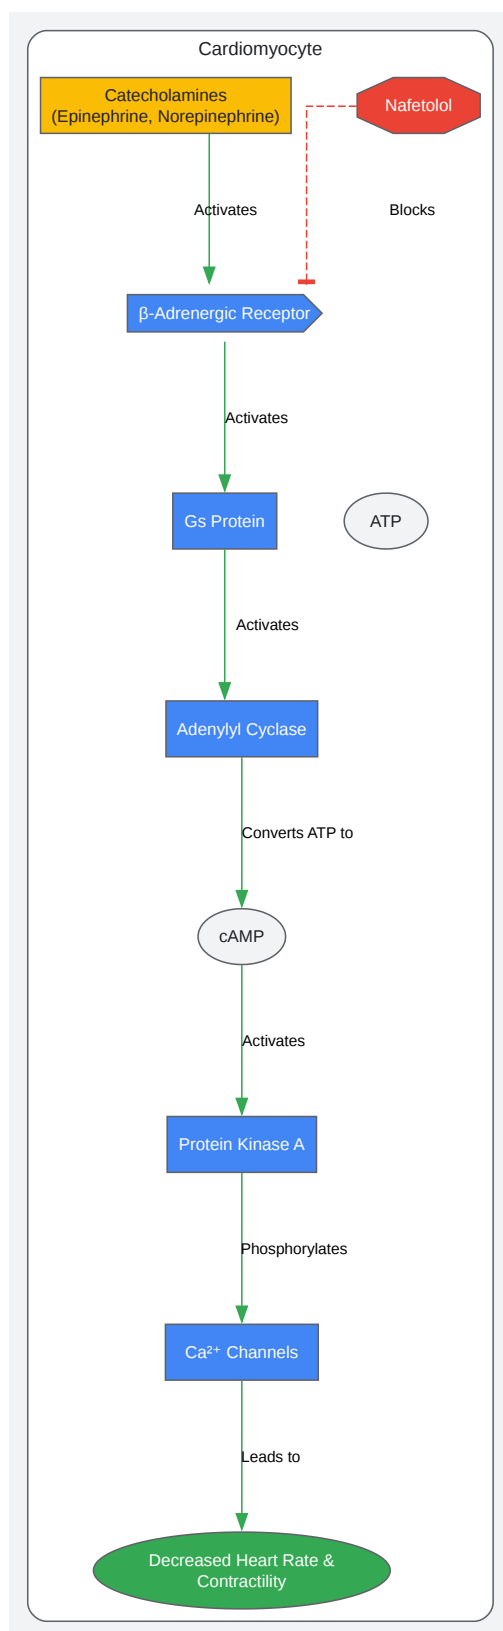 Cardiomyocyte
Catecholamines
(Epinephrine, Norepinephrine)
Nafetolol
Activates
Blocks
β-Adrenergic Receptor
Activates
Gs Protein
ATP
Activates
Adenylyl Cyclase
Converts ATP to
cAMP
Activates
Protein Kinase A
Phosphorylates
Ca²⁺ Channels
Leads to
Decreased Heart Rate &
Contractility